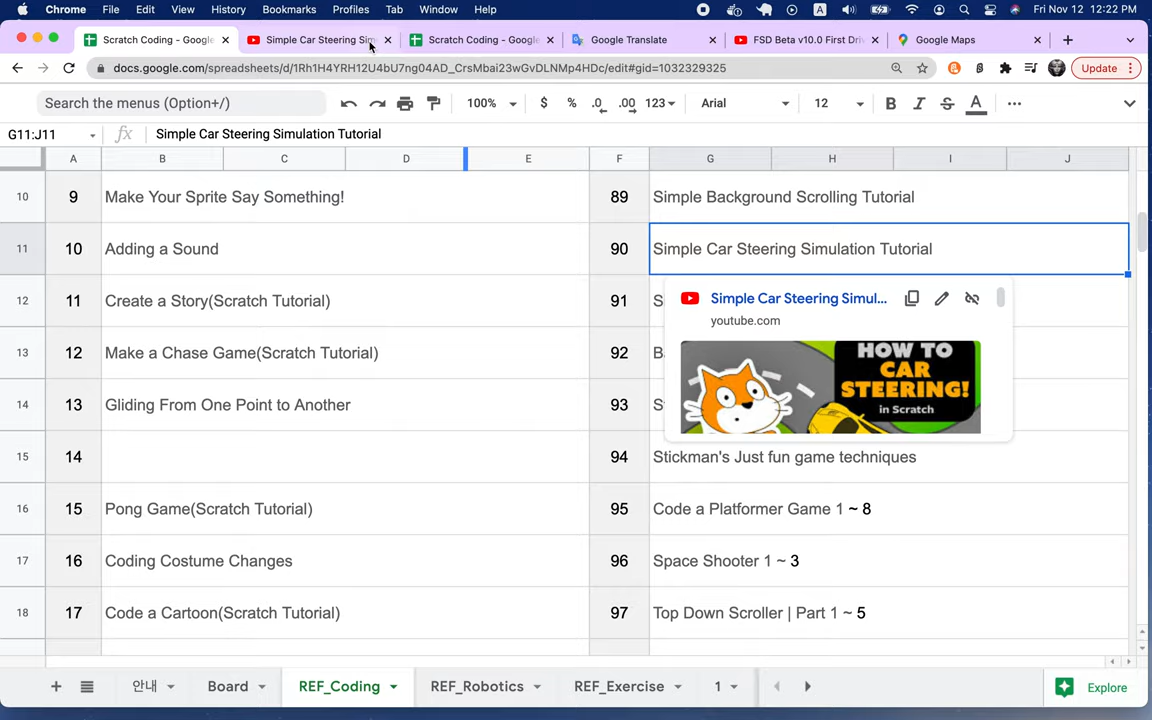 Chrome File Edit View History Bookmarks Profiles Tab Window Help A Fri Nov 12 12:22 PM
Scratch Coding - Google Simple Car Steering Sim Scratch Coding - Google Google Translate FSD Beta v10.0 First Dri Google Maps
docs.google.com/spreadsheets/d/1Rh1H4YRH12U4bU7ng04AD_CrsMbai23wGvDLNMp4HDc/edit#gid=1032329325 Update
Search the menus (Option+/) 100% $ % .0 .00 123 Arial 12 B I S A
G11:J11 fx Simple Car Steering Simulation Tutorial
A B C D E F G H I J
10 9 Make Your Sprite Say Something! 89 Simple Background Scrolling Tutorial
11 10 Adding a Sound 90 Simple Car Steering Simulation Tutorial
12 11 Create a Story(Scratch Tutorial) 91 S
Simple Car Steering Simul...
youtube.com
13 12 Make a Chase Game(Scratch Tutorial) 92 B
HOW TO
CAR
STEERING!
in Scratch
14 13 Gliding From One Point to Another 93
15 14 94 Stickman's Just fun game techniques
16 15 Pong Game(Scratch Tutorial) 95 Code a Platformer Game 1 ~ 8
17 16 Coding Costume Changes 96 Space Shooter 1 ~ 3
18 17 Code a Cartoon(Scratch Tutorial) 97 Top Down Scroller | Part 1 ~ 5
안내 Board REF_Coding REF_Robotics REF_Exercise 1 Explore